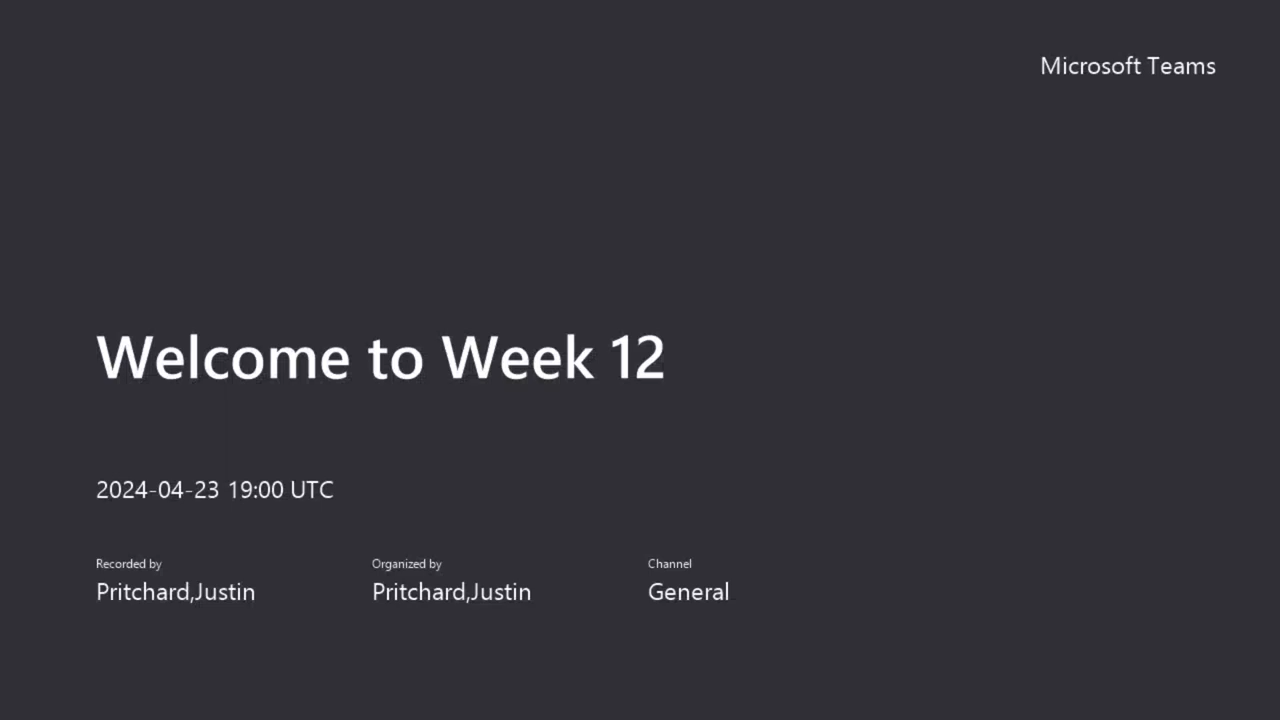 Microsoft Teams
Welcome to Week 12
2024-04-23 19:00 UTC
Recorded by
Pritchard,Justin
Organized by
Pritchard,Justin
Channel
General